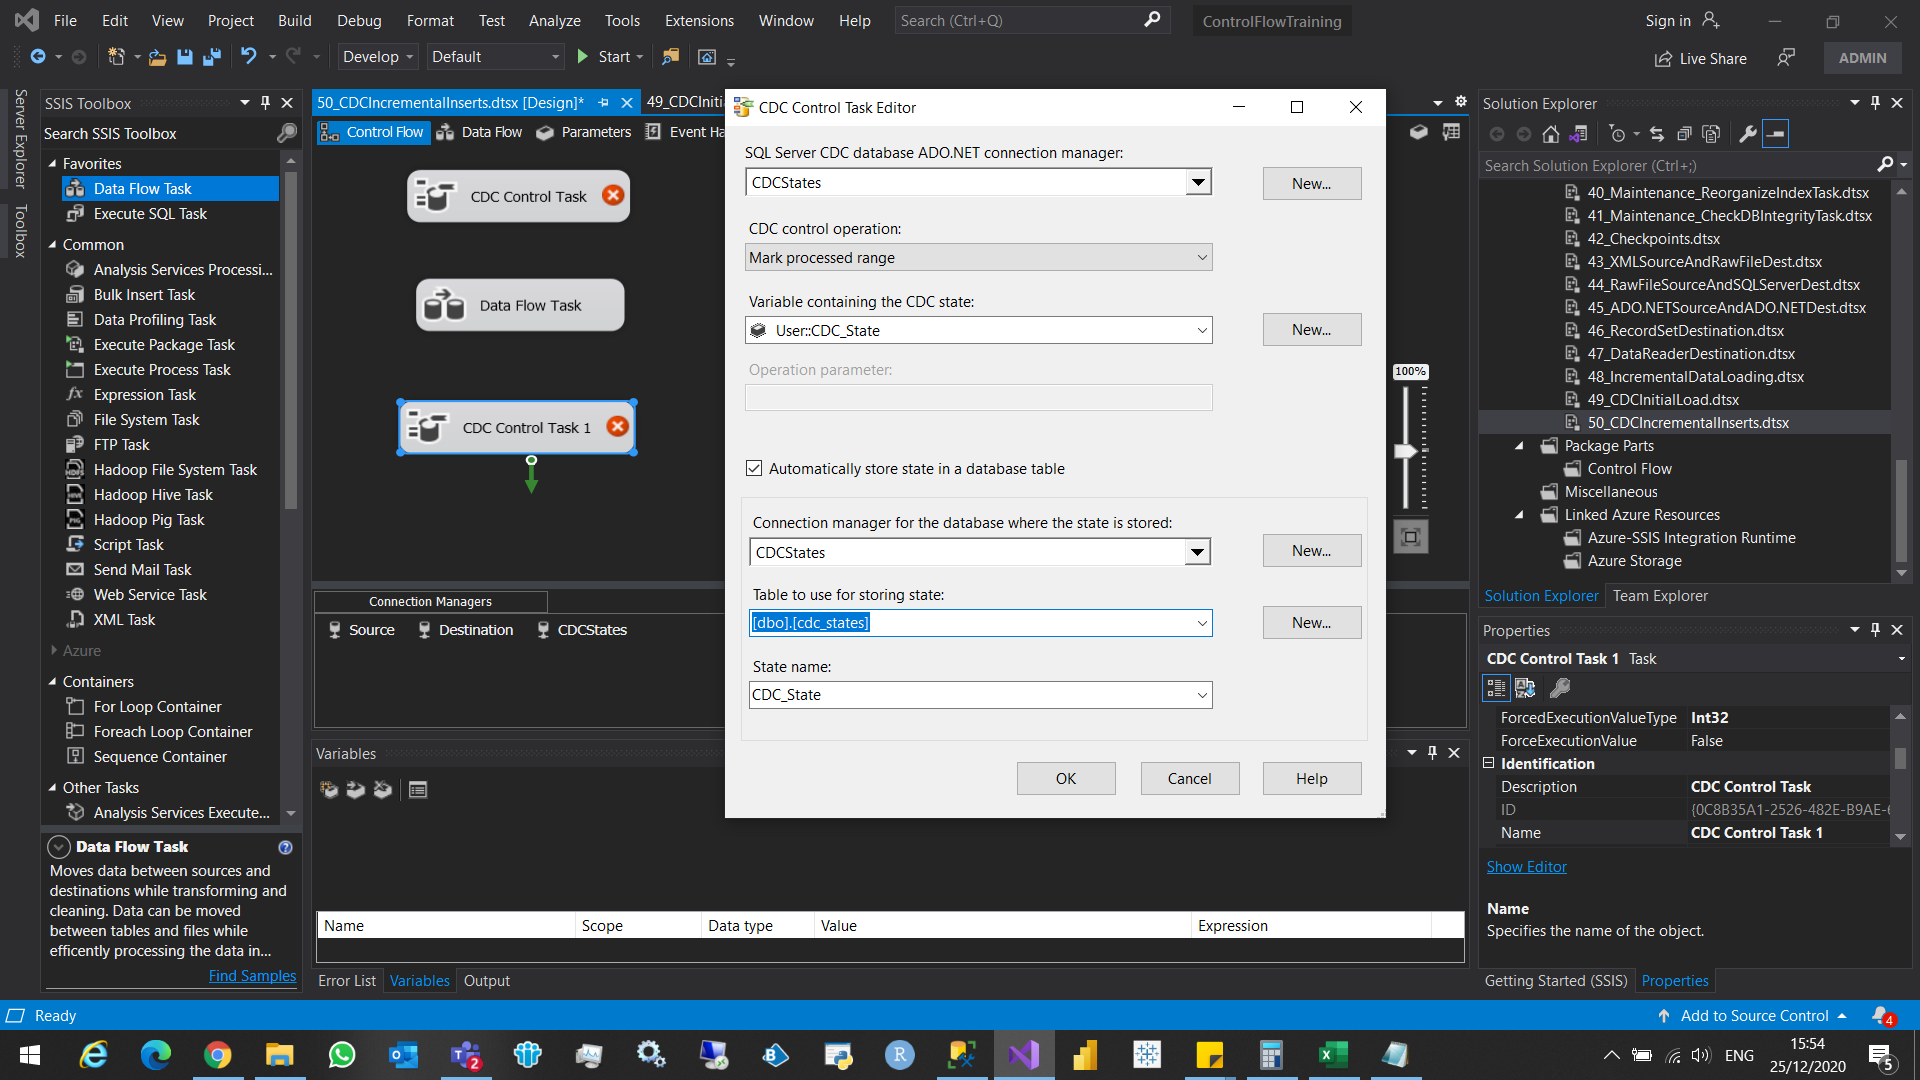 File Edit View Project Build Debug Format Test Analyze Tools Extensions Window Help Search (Ctrl+Q) ControlFlowTraining Sign in
Develop Default Start Live Share ADMIN
Server Explorer
Toolbox
SSIS Toolbox
Search SSIS Toolbox
Favorites
Data Flow Task
Execute SQL Task
Common
Analysis Services Processi...
Bulk Insert Task
Data Profiling Task
Execute Package Task
Execute Process Task
Expression Task
File System Task
FTP Task
Hadoop File System Task
Hadoop Hive Task
Hadoop Pig Task
Script Task
Send Mail Task
Web Service Task
XML Task
Azure
Containers
For Loop Container
Foreach Loop Container
Sequence Container
Other Tasks
Analysis Services Execute...
Data Flow Task
Moves data between sources and
destinations while transforming and
cleaning. Data can be moved
between tables and files while
efficently processing the data in...
Find Samples
50_CDCIncrementalInserts.dtsx [Design]* 49_CDCIniti
Control Flow Data Flow Parameters Event Ha
CDC Control Task
Data Flow Task
CDC Control Task 1
100%
Connection Managers
Source Destination CDCStates
CDC Control Task Editor
SQL Server CDC database ADO.NET connection manager:
CDCStates New...
CDC control operation:
Mark processed range
Variable containing the CDC state:
User::CDC_State New...
Operation parameter:
Automatically store state in a database table
Connection manager for the database where the state is stored:
CDCStates New...
Table to use for storing state:
[dbo].[cdc_states] New...
State name:
CDC_State
OK Cancel Help
Variables
Name Scope Data type Value Expression
Error List Variables Output
Solution Explorer
Search Solution Explorer (Ctrl+;)
40_Maintenance_ReorganizeIndexTask.dtsx
41_Maintenance_CheckDBIntegrityTask.dtsx
42_Checkpoints.dtsx
43_XMLSourceAndRawFileDest.dtsx
44_RawFileSourceAndSQLServerDest.dtsx
45_ADO.NETSourceAndADO.NETDest.dtsx
46_RecordSetDestination.dtsx
47_DataReaderDestination.dtsx
48_IncrementalDataLoading.dtsx
49_CDCInitialLoad.dtsx
50_CDCIncrementalInserts.dtsx
Package Parts
Control Flow
Miscellaneous
Linked Azure Resources
Azure-SSIS Integration Runtime
Azure Storage
Solution Explorer Team Explorer
Properties
CDC Control Task 1 Task
ForcedExecutionValueType Int32
ForceExecutionValue False
Identification
Description CDC Control Task
ID {0C8B35A1-2526-482E-B9AE-
Name CDC Control Task 1
Show Editor
Name
Specifies the name of the object.
Getting Started (SSIS) Properties
Ready Add to Source Control 4
2 ENG 15:54
25/12/2020 5